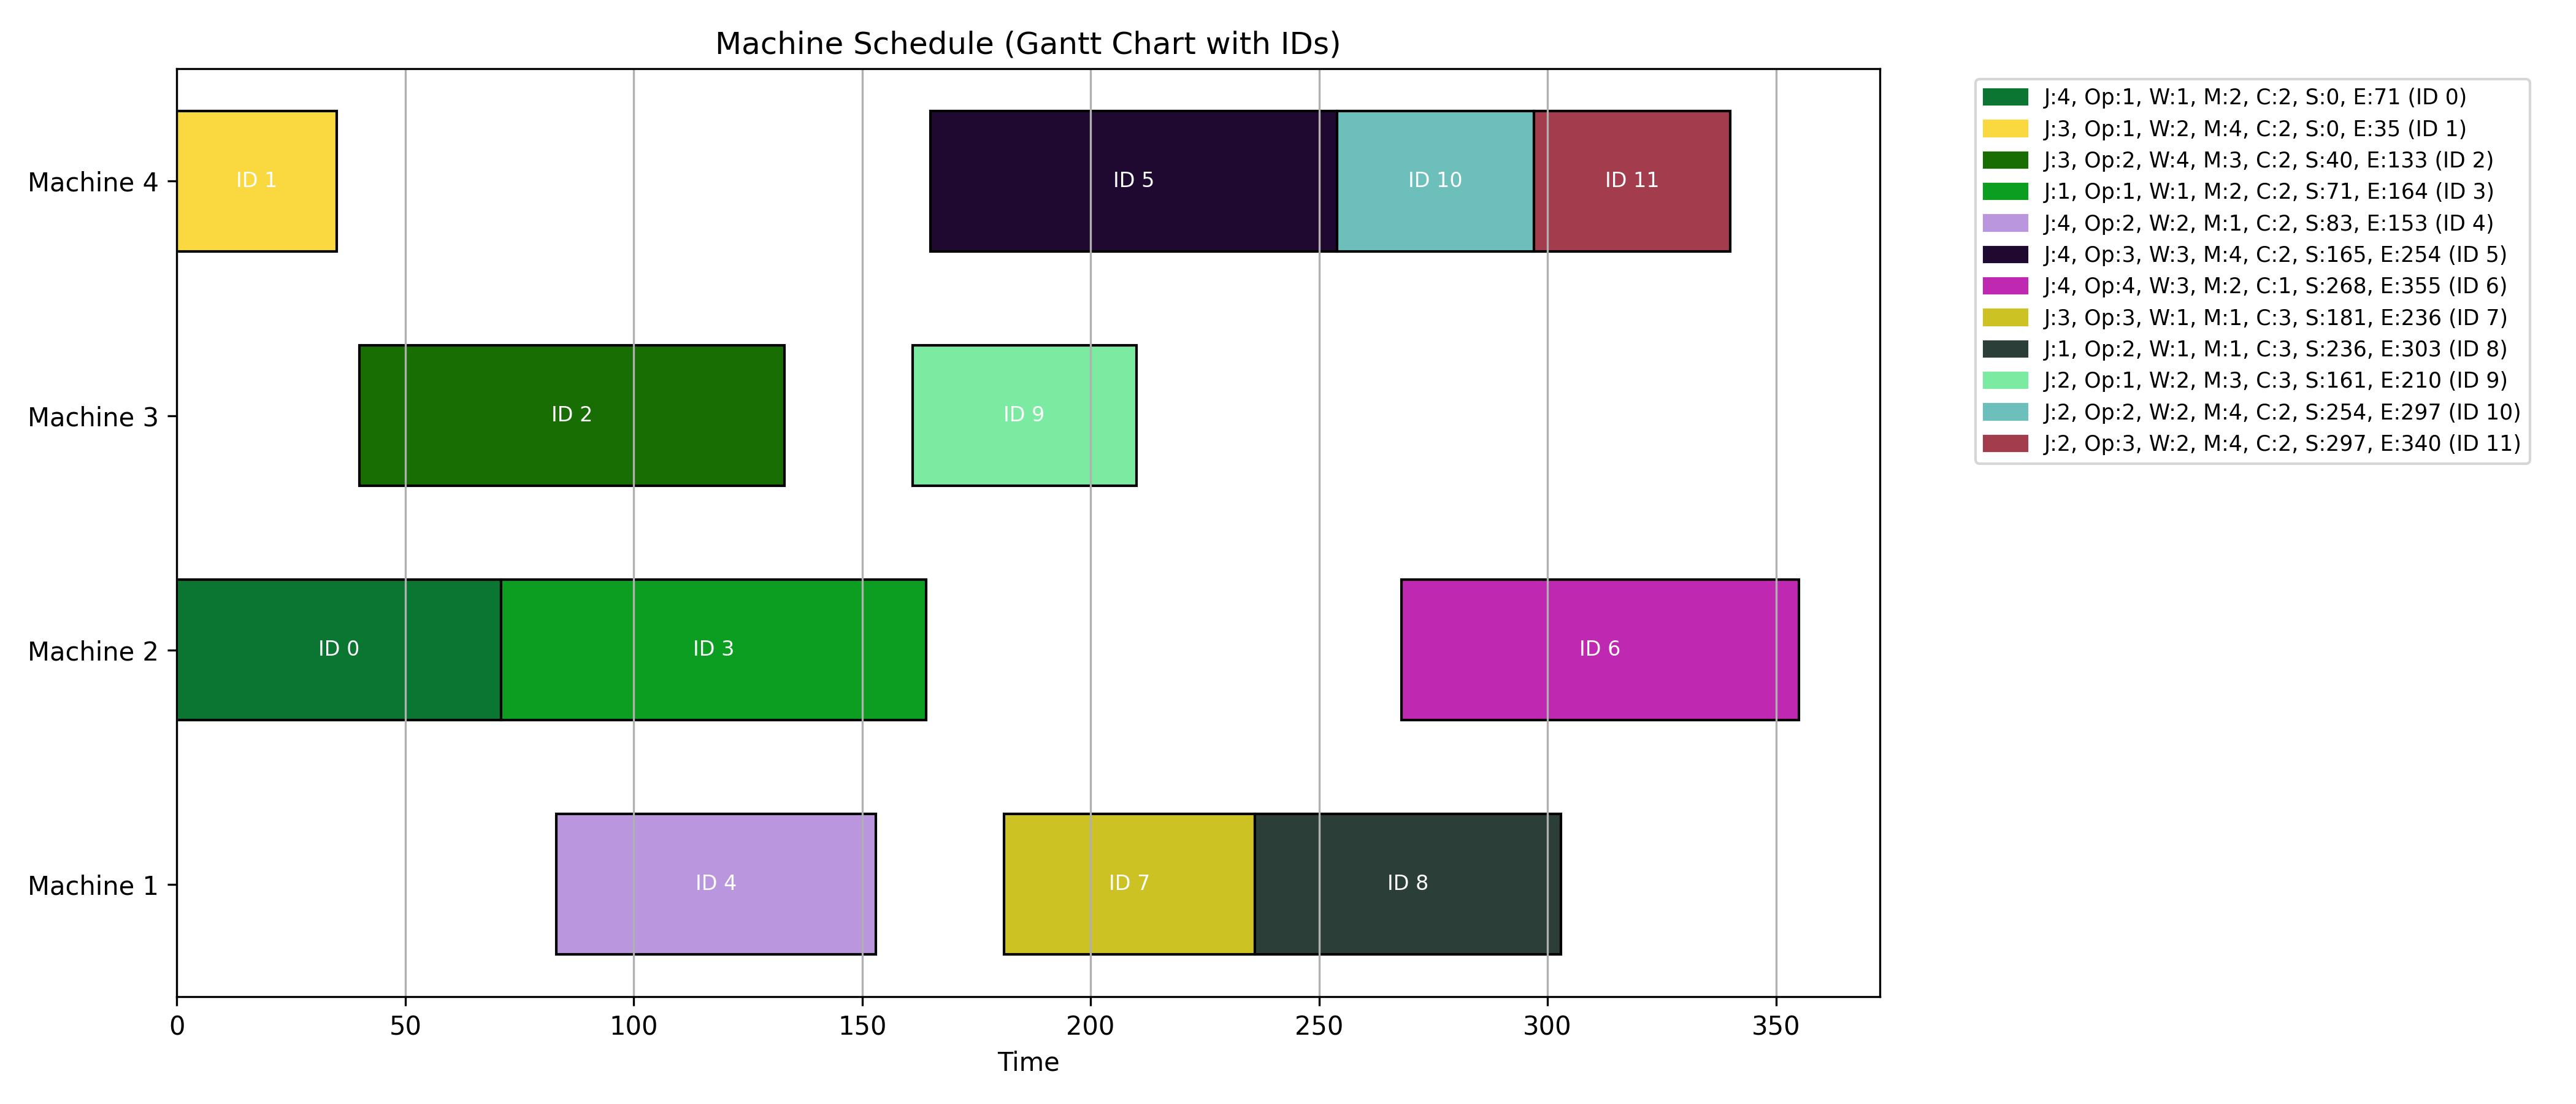 Machine Schedule (Gantt Chart with IDs)
Machine 4
Machine 3
Machine 2
Machine 1
ID 1
ID 5
ID 10
ID 11
ID 2
ID 9
ID 0
ID 3
ID 6
ID 4
ID 7
ID 8
0 50 100 150 200 250 300 350
Time
J:4, Op:1, W:1, M:2, C:2, S:0, E:71 (ID 0)
J:3, Op:1, W:2, M:4, C:2, S:0, E:35 (ID 1)
J:3, Op:2, W:4, M:3, C:2, S:40, E:133 (ID 2)
J:1, Op:1, W:1, M:2, C:2, S:71, E:164 (ID 3)
J:4, Op:2, W:2, M:1, C:2, S:83, E:153 (ID 4)
J:4, Op:3, W:3, M:4, C:2, S:165, E:254 (ID 5)
J:4, Op:4, W:3, M:2, C:1, S:268, E:355 (ID 6)
J:3, Op:3, W:1, M:1, C:3, S:181, E:236 (ID 7)
J:1, Op:2, W:1, M:1, C:3, S:236, E:303 (ID 8)
J:2, Op:1, W:2, M:3, C:3, S:161, E:210 (ID 9)
J:2, Op:2, W:2, M:4, C:2, S:254, E:297 (ID 10)
J:2, Op:3, W:2, M:4, C:2, S:297, E:340 (ID 11)